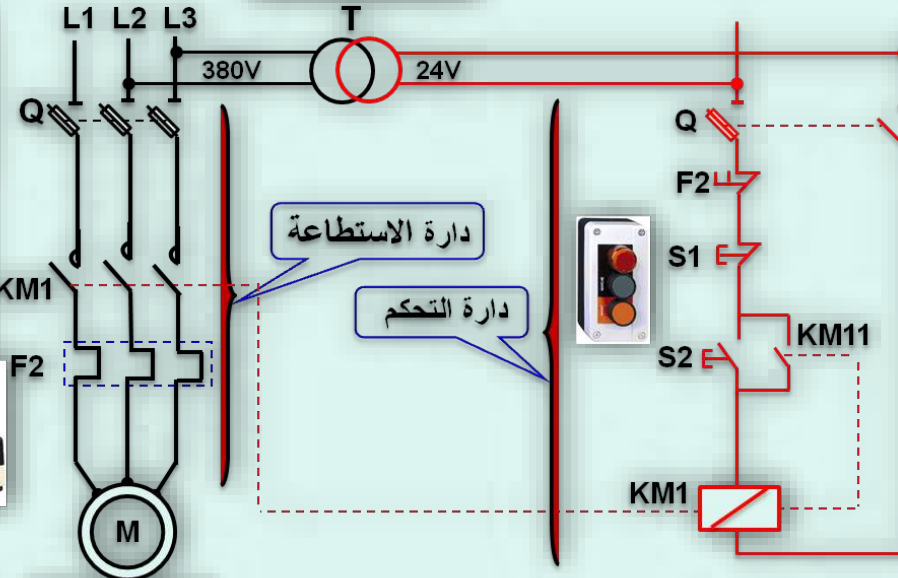 L1 L2 L3
T
380V
24V
Q
Q
F2
دارة الاستطاعة
S1
KM1
دارة التحكم
KM11
F2
S2
KM1
M